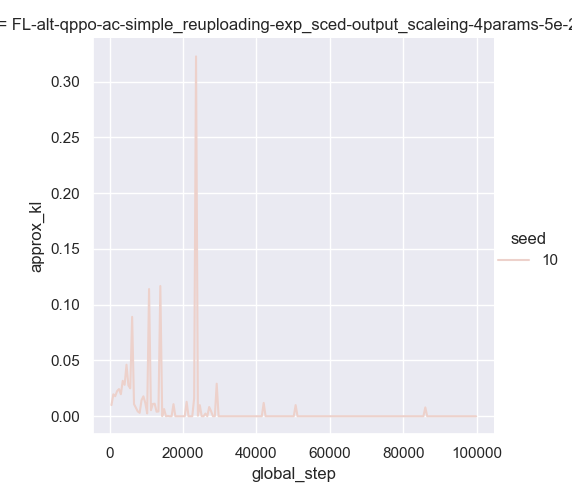 = FL-alt-qppo-ac-simple_reuploading-exp_sced-output_scaleing-4params-5e-2
0.30
0.25
0.20
0.15
0.10
0.05
0.00
approx_kl
0 20000 40000 60000 80000 100000
global_step
seed
10